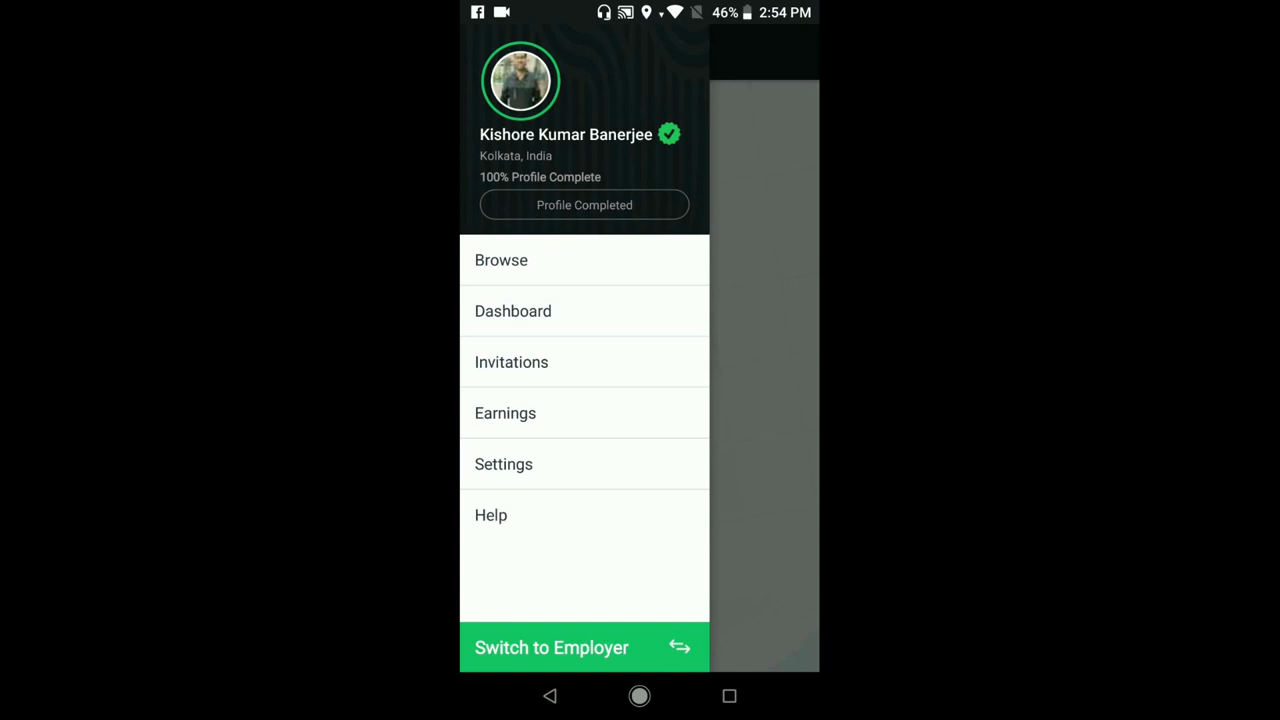 46% 2:54 PM
Kishore Kumar Banerjee
Kolkata, India
100% Profile Complete
Profile Completed
Browse
Dashboard
Invitations
Earnings
Settings
Help
Switch to Employer